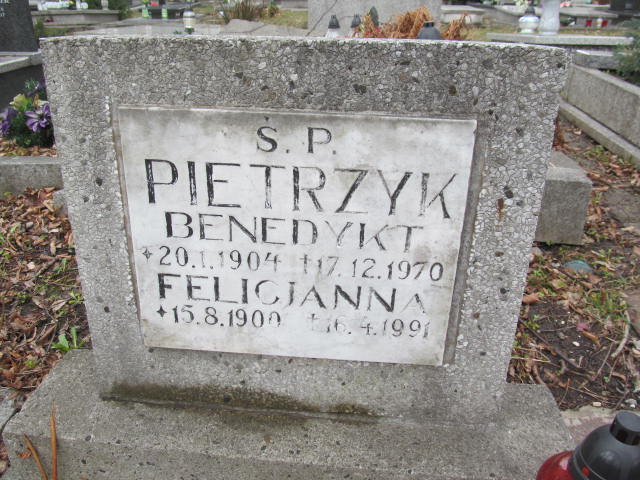 Ś. P.
PIETRZYK
BENEDYKT
*20.1.1904 †17.12.1970
FELICJANNA
*15.8.1900 †16.4.1991